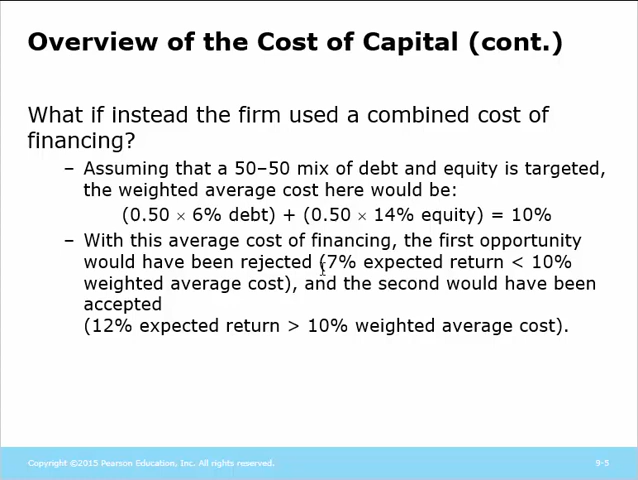 Overview of the Cost of Capital (cont.)
What if instead the firm used a combined cost of
financing?
– Assuming that a 50–50 mix of debt and equity is targeted,
the weighted average cost here would be:
(0.50 × 6% debt) + (0.50 × 14% equity) = 10%
– With this average cost of financing, the first opportunity
would have been rejected (7% expected return < 10%
weighted average cost), and the second would have been
accepted
(12% expected return > 10% weighted average cost).
Copyright ©2015 Pearson Education, Inc. All rights reserved.
9-5